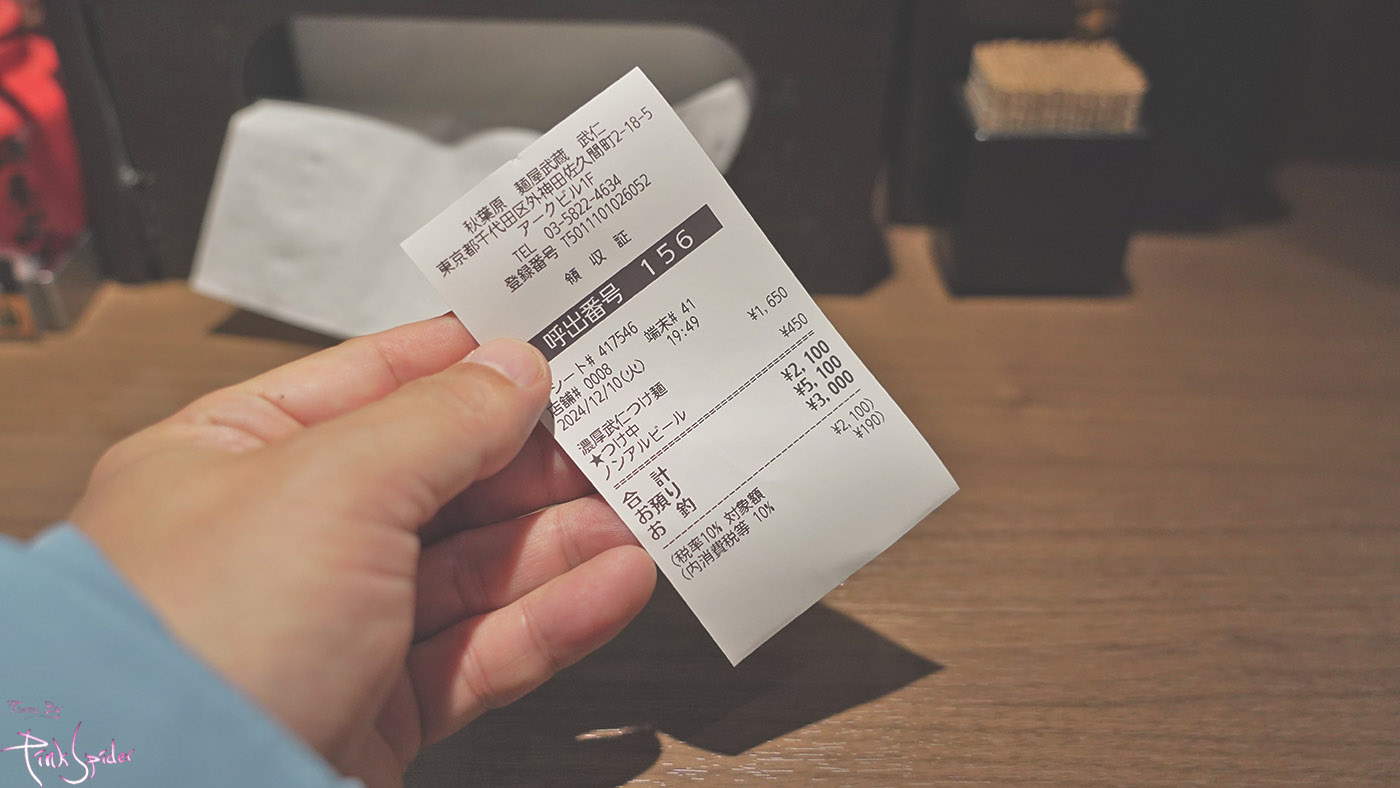 秋葉原 麺屋武蔵 武仁
東京都千代田区外神田佐久間町2-18-5
アークビル1F
TEL 03-5822-4634
登録番号 T5011101026052
領 収 証
呼出番号 156
シート# 417546 端末# 41
店舗# 0008 19:49
2024/12/10(火)
濃厚武仁つけ麺 ¥1,650
★つけ中
ノンアルビール ¥450
合 計 ¥2,100
お預り ¥5,100
お 釣 ¥3,000
(税率10% 対象額 ¥2,100)
(内消費税等 10% ¥190)
Pink Spider